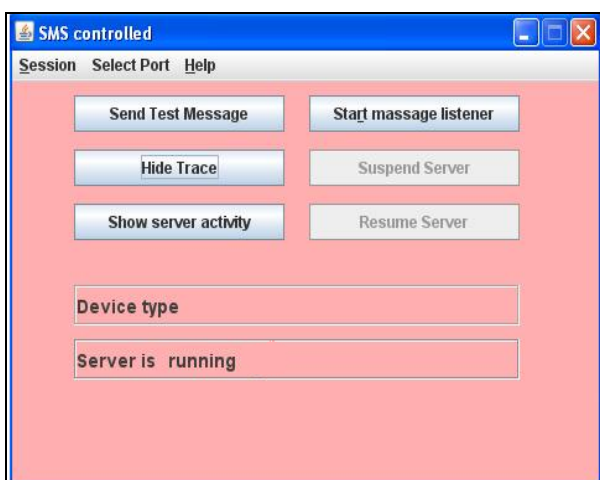 SMS controlled
Session Select Port Help
Send Test Message Start massage listener
Hide Trace Suspend Server
Show server activity Resume Server
Device type
Server is running